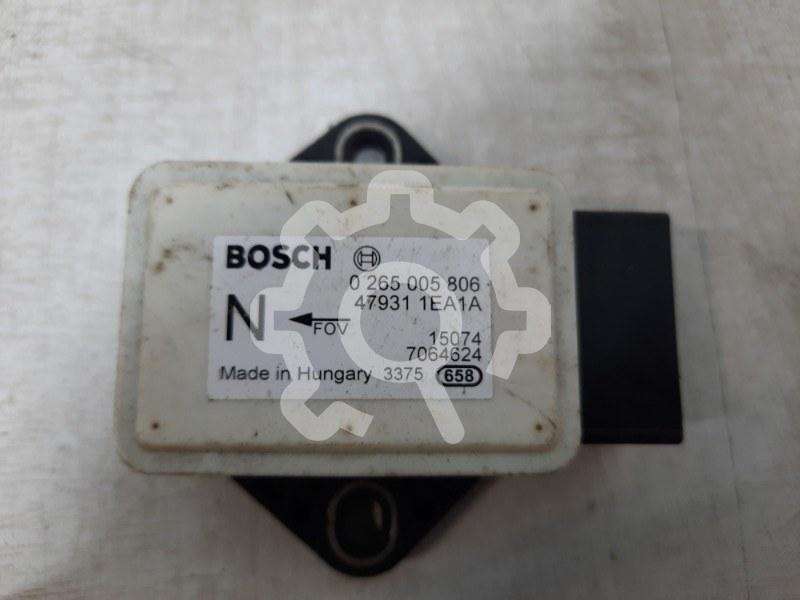 BOSCH
0 265 005 806
47931 1EA1A
N
FOV
15074
7064624
Made in Hungary 3375 658